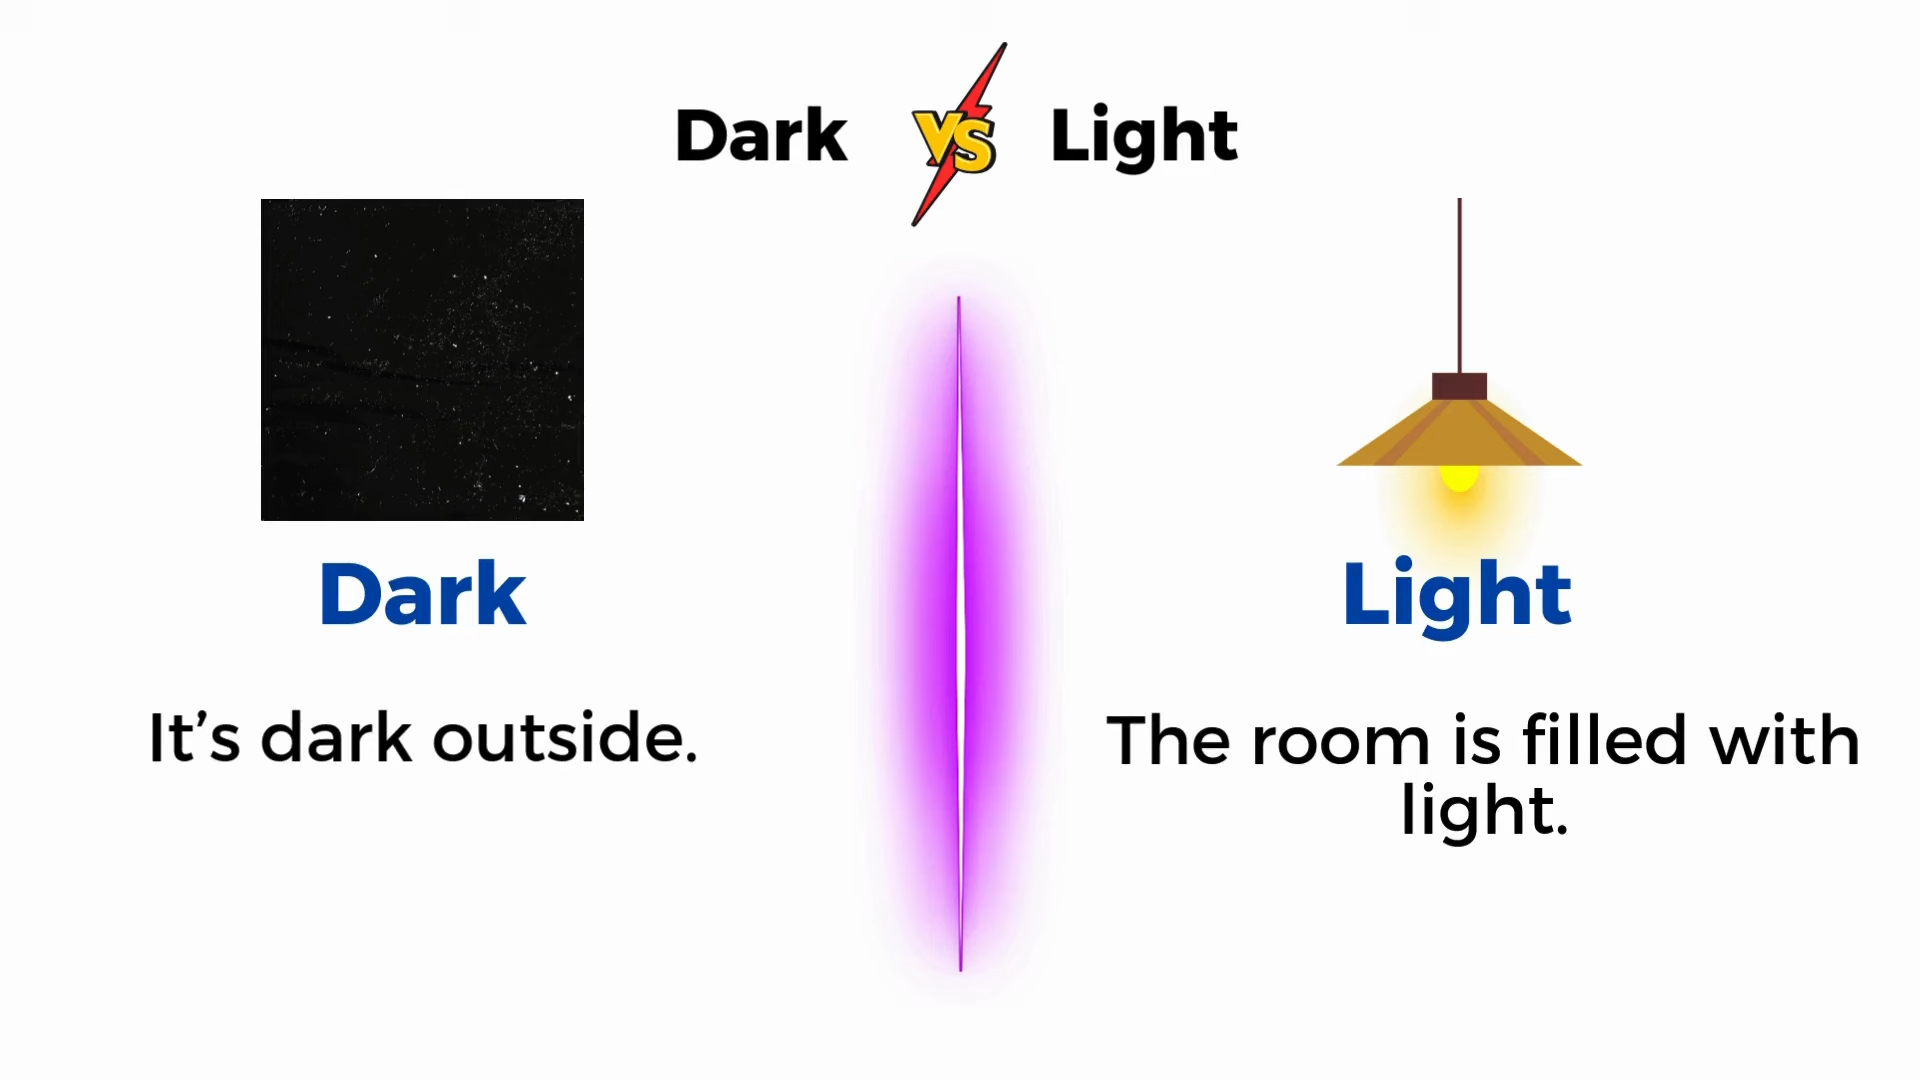 Dark VS Light
Dark
It’s dark outside.
Light
The room is filled with
light.